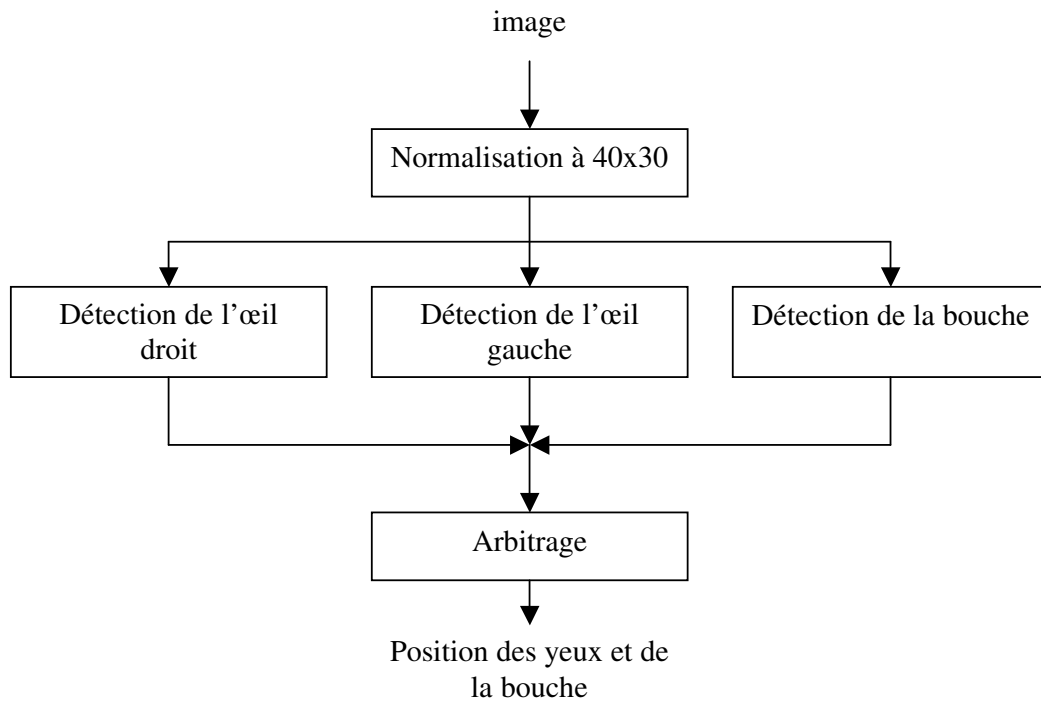 image
Normalisation à 40x30
Détection de l’œil
droit
Détection de l’œil
gauche
Détection de la bouche
Arbitrage
Position des yeux et de
la bouche